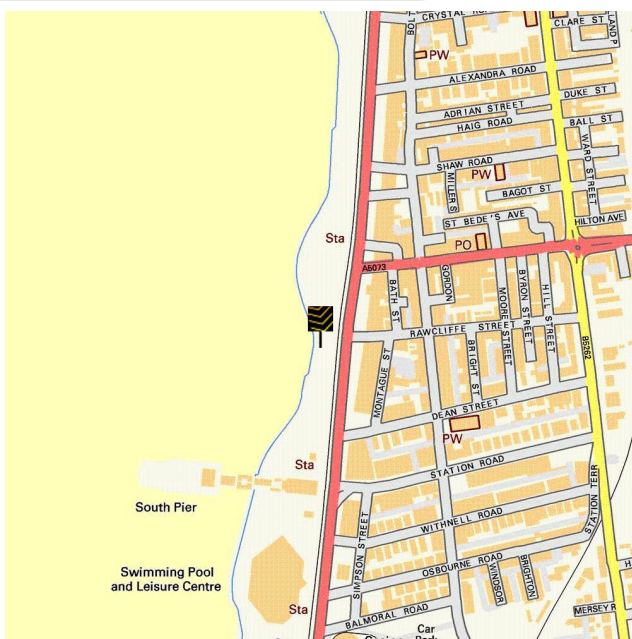 CRYSTAL RO
CLARE ST
BOLT
LAND P
PW
ALEXANDRA ROAD
DUKE ST
ADRIAN STREET
HAIG ROAD
BALL ST
WARD STREET
SHAW ROAD
PW
MILLERS
BAGOT ST
ST BEDE'S AVE
HILTON AVE
Sta
PO
A5073
GORDON
BATH ST
MOORE STREET
BYRON STREET
HILL STREET
RAWCLIFFE STREET
B5262
BRIGHT ST
MONTAGUE ST
DEAN STREET
PW
Sta
STATION ROAD
STATION TERR
South Pier
WITHNELL ROAD
SIMPSON STREET
OSBOURNE ROAD
WINDSOR
BRIGHTON
Swimming Pool
and Leisure Centre
Sta
BALMORAL ROAD
MERSEY R
H
Car
Park